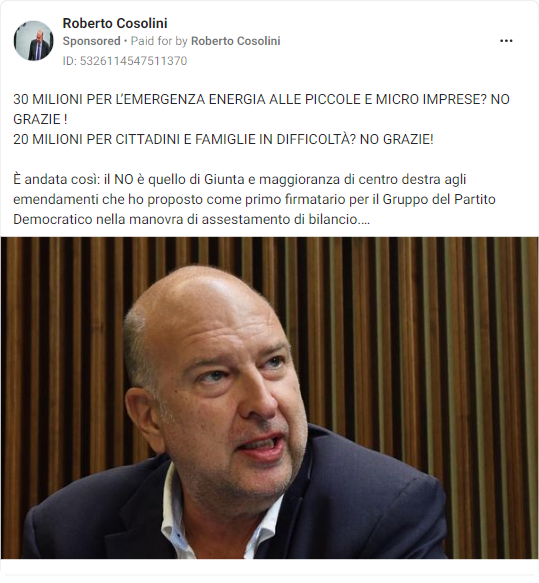 Roberto Cosolini
Sponsored • Paid for by Roberto Cosolini
ID: 5326114547511370
30 MILIONI PER L'EMERGENZA ENERGIA ALLE PICCOLE E MICRO IMPRESE? NO
GRAZIE !
20 MILIONI PER CITTADINI E FAMIGLIE IN DIFFICOLTÀ? NO GRAZIE!
È andata così: il NO è quello di Giunta e maggioranza di centro destra agli
emendamenti che ho proposto come primo firmatario per il Gruppo del Partito
Democratico nella manovra di assestamento di bilancio....